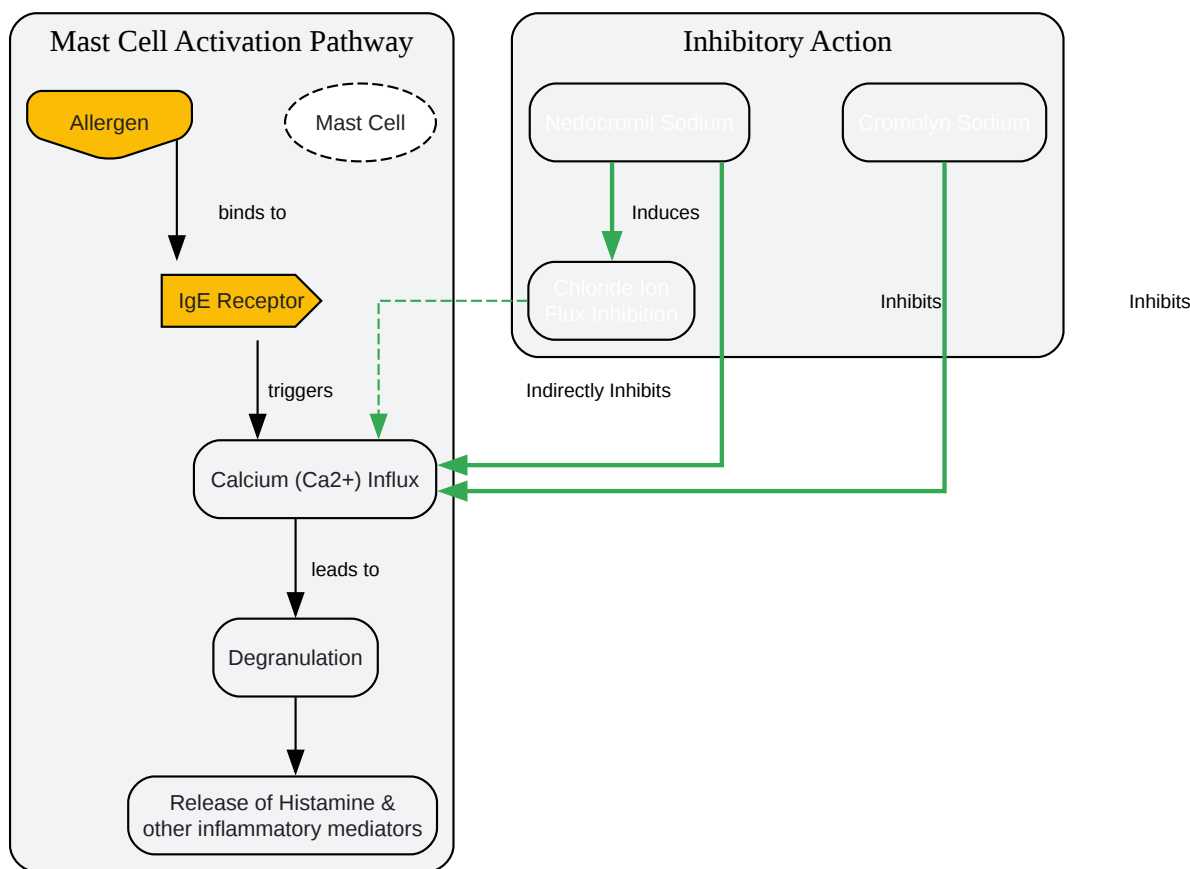 Mast Cell Activation Pathway
Inhibitory Action
Allergen
Mast Cell
Nedocromil Sodium
Cromolyn Sodium
binds to
Induces
IgE Receptor
Chloride Ion
Flux Inhibition
Inhibits
Inhibits
triggers
Indirectly Inhibits
Calcium (Ca2+) Influx
leads to
Degranulation
Release of Histamine &
other inflammatory mediators